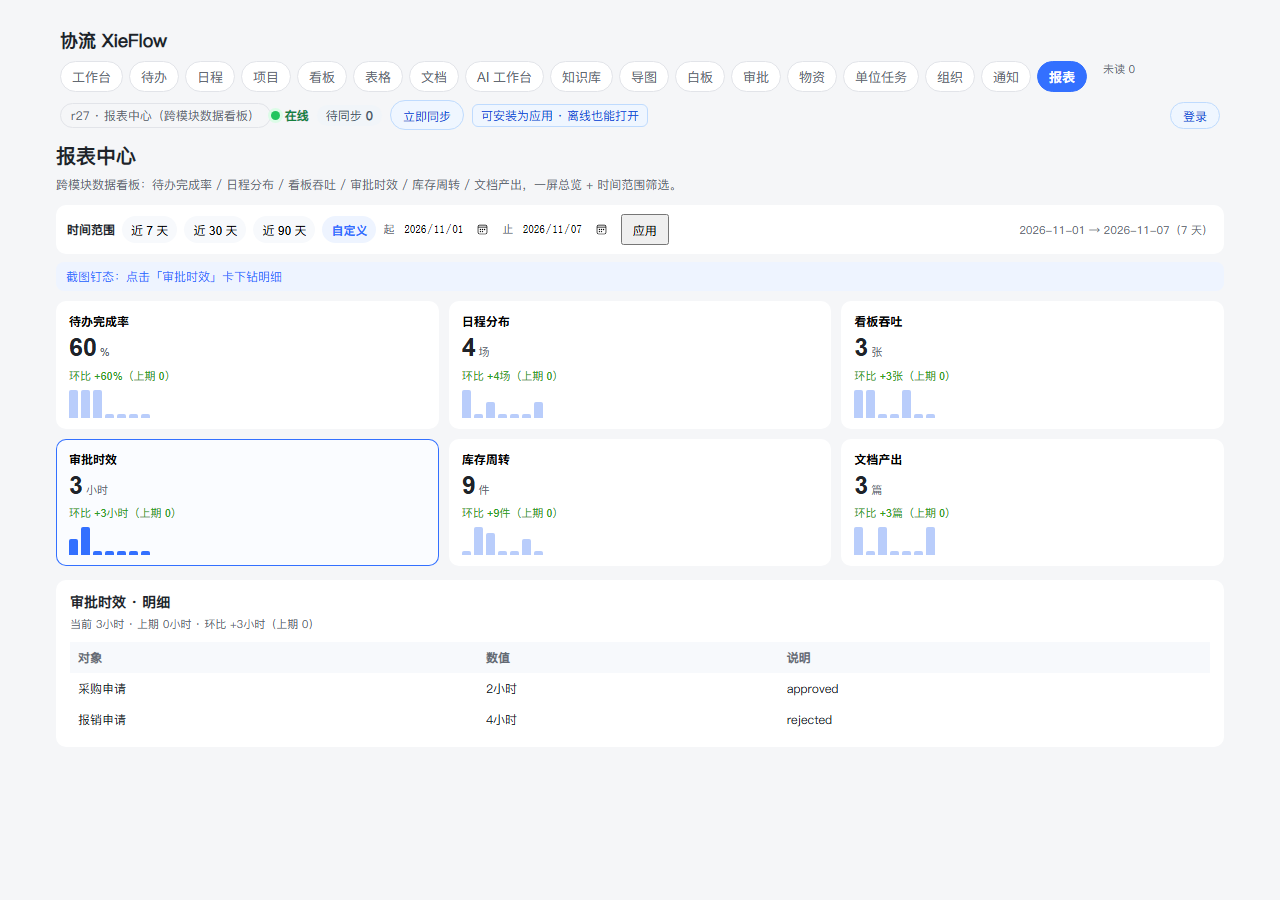 协流 XieFlow
工作台 待办 日程 项目 看板 表格 文档 AI 工作台 知识库 导图 白板 审批 物资 单位任务 组织 通知 报表 未读 0
r27 · 报表中心（跨模块数据看板） 在线 待同步 0 立即同步 可安装为应用 · 离线也能打开 登录
报表中心
跨模块数据看板：待办完成率 / 日程分布 / 看板吞吐 / 审批时效 / 库存周转 / 文档产出，一屏总览 + 时间范围筛选。
时间范围 近 7 天 近 30 天 近 90 天 自定义 起 2026/11/01 止 2026/11/07 应用 2026-11-01 → 2026-11-07（7 天）
截图钉态：点击「审批时效」卡下钻明细
待办完成率 日程分布 看板吞吐
60 % 4 场 3 张
环比 +60%（上期 0） 环比 +4场（上期 0） 环比 +3张（上期 0）
审批时效 库存周转 文档产出
3 小时 9 件 3 篇
环比 +3小时（上期 0） 环比 +9件（上期 0） 环比 +3篇（上期 0）
审批时效 · 明细
当前 3小时 · 上期 0小时 · 环比 +3小时（上期 0）
对象 数值 说明
采购申请 2小时 approved
报销申请 4小时 rejected